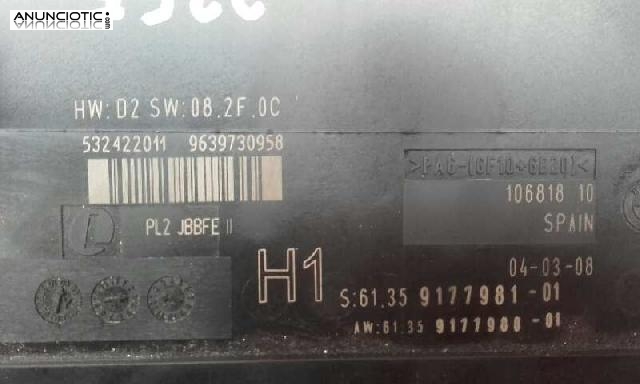 ANUNCIOTIC.COM
HW: D2 SW: 08.2F.0C
532422011 9639730958
PL2 JBBFE II
>PA6-(GF10+GB20)<
106818 10
SPAIN
04-03-08
H1
S:61.35 9177981-01
AW:61.35 9177980-01